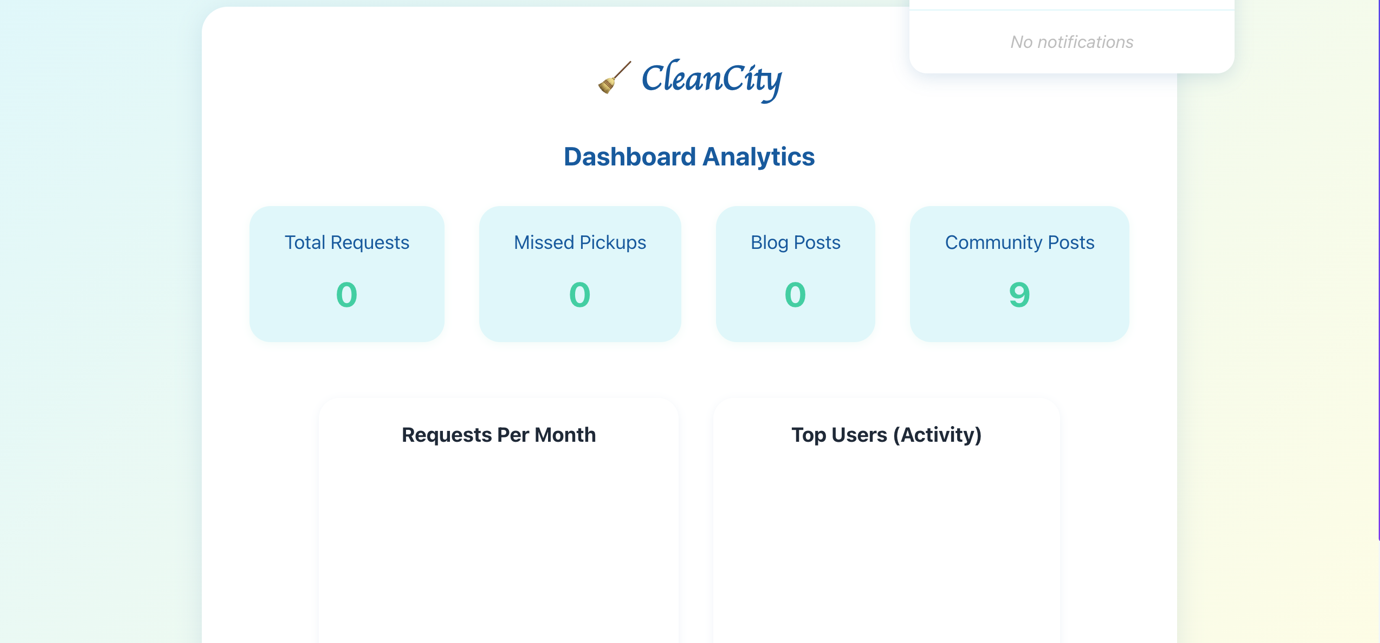 No notifications
CleanCity
Dashboard Analytics
Total Requests
0
Missed Pickups
0
Blog Posts
0
Community Posts
9
Requests Per Month
Top Users (Activity)